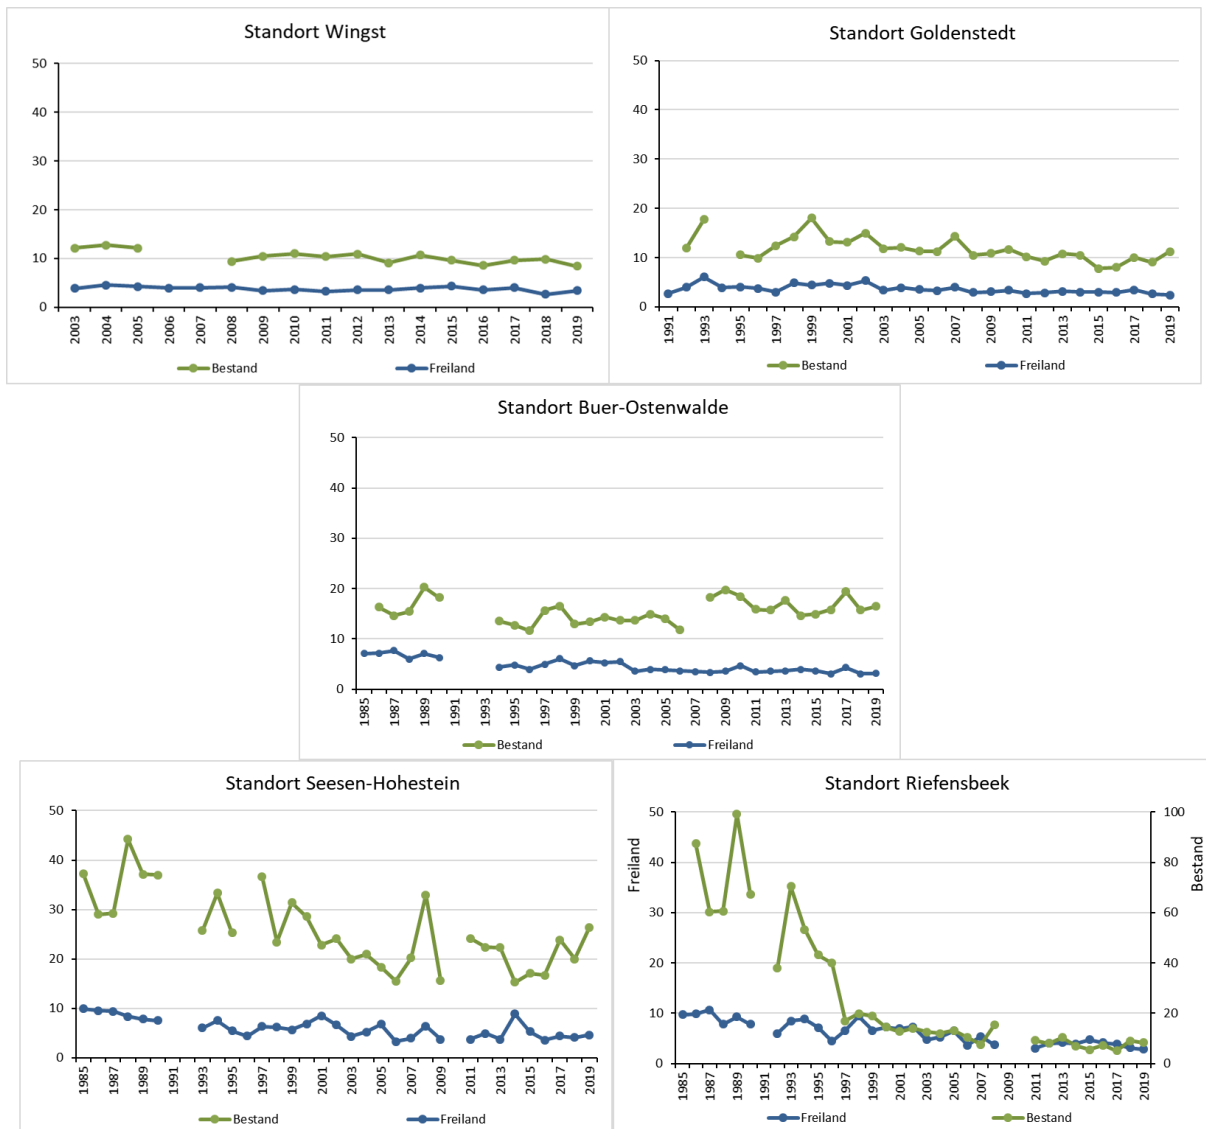 Standort Wingst
50
40
30
20
10
0
2003 2004 2005 2006 2007 2008 2009 2010 2011 2012 2013 2014 2015 2016 2017 2018 2019
Bestand Freiland
Standort Goldenstedt
50
40
30
20
10
0
1991 1993 1995 1997 1999 2001 2003 2005 2007 2009 2011 2013 2015 2017 2019
Bestand Freiland
Standort Buer-Ostenwalde
50
40
30
20
10
0
1985 1987 1989 1991 1993 1995 1997 1999 2001 2003 2005 2007 2009 2011 2013 2015 2017 2019
Bestand Freiland
Standort Seesen-Hohestein
50
40
30
20
10
0
1985 1987 1989 1991 1993 1995 1997 1999 2001 2003 2005 2007 2009 2011 2013 2015 2017 2019
Bestand Freiland
Standort Riefensbeek
Freiland
50
40
30
20
10
0
100
80
60
40
20
0
Bestand
1985 1987 1989 1991 1993 1995 1997 1999 2001 2003 2005 2007 2009 2011 2013 2015 2017 2019
Freiland Bestand